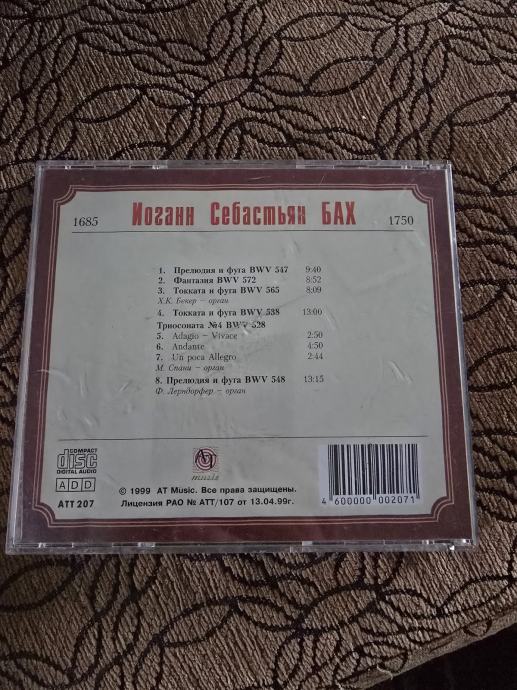 1685 Иоганн Себастьян БАХ 1750
1. Прелюдия и фуга BWV 547 9:40
2. Фантазия BWV 572 8:52
3. Токката и фуга BWV 565 8:09
Х.К. Бекер – орган
4. Токката и фуга BWV 538 13:00
Триосоната №4 BWV 528
5. Adagio – Vivace 2:50
6. Andante 4:50
7. Un poca Allegro 2:44
М. Спанн – орган
8. Прелюдия и фуга BWV 548 13:15
Ф. Лерндорфер – орган
COMPACT
disc
DIGITAL AUDIO
ADD
ATT 207
AT
music
© 1999 AT Music. Все права защищены.
Лицензия РАО № АТТ/107 от 13.04.99г.
4 600000 002071